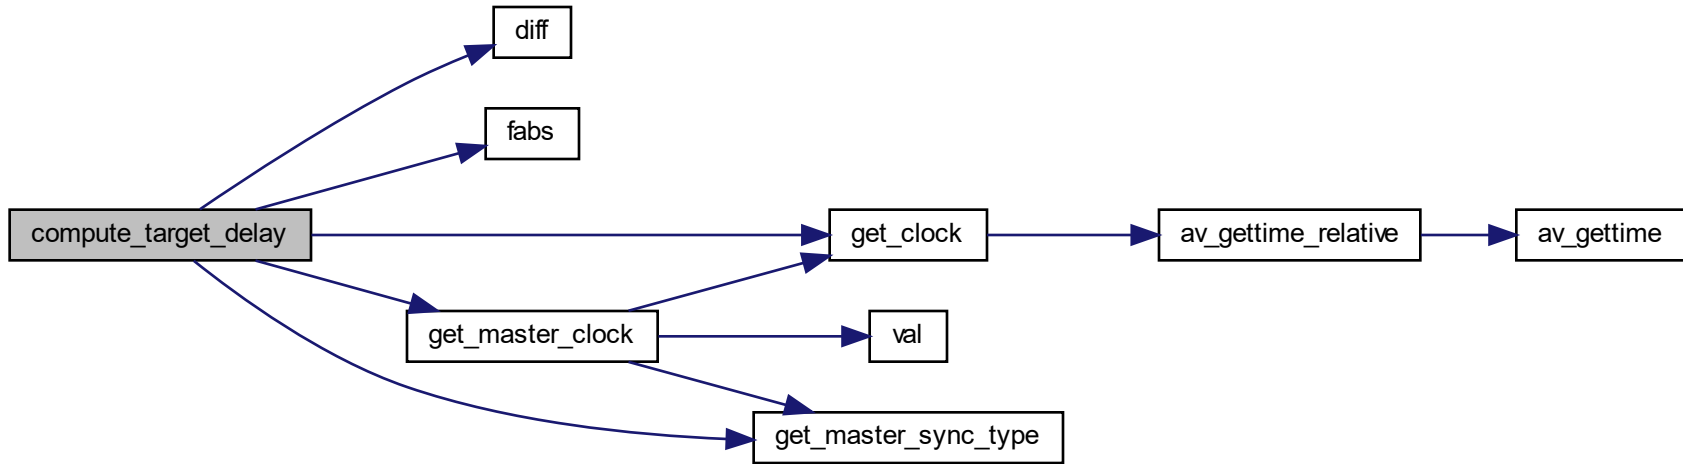 diff
fabs
compute_target_delay
get_clock
av_gettime_relative
av_gettime
get_master_clock
val
get_master_sync_type